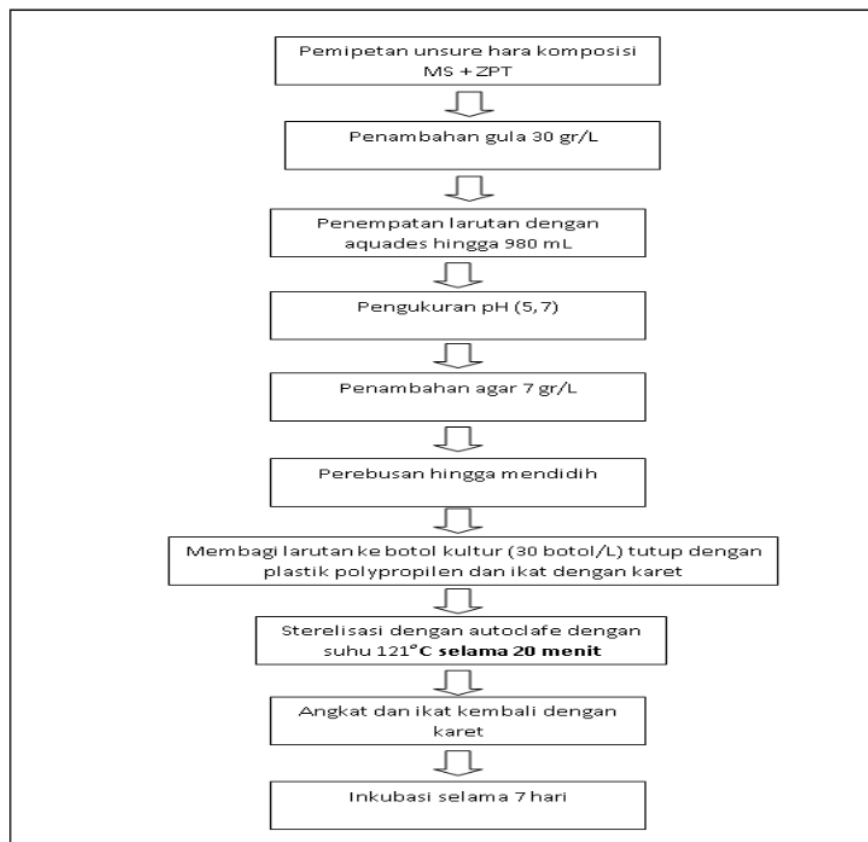 Pemipetan unsure hara komposisi
MS + ZPT
Penambahan gula 30 gr/L
Penempatan larutan dengan
aquades hingga 980 mL
Pengukuran pH (5,7)
Penambahan agar 7 gr/L
Perebusan hingga mendidih
Membagi larutan ke botol kultur (30 botol/L) tutup dengan
plastik polypropilen dan ikat dengan karet
Sterelisasi dengan autoclafe dengan
suhu 121°C selama 20 menit
Angkat dan ikat kembali dengan
karet
Inkubasi selama 7 hari